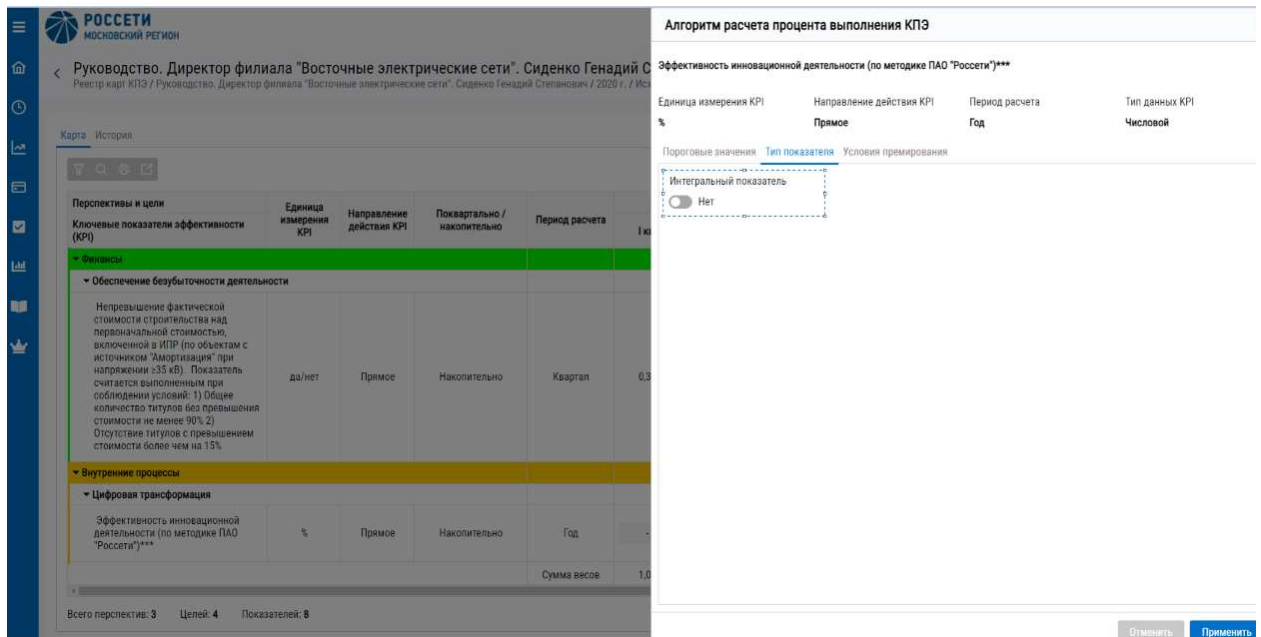 РОССЕТИ
МОСКОВСКИЙ РЕГИОН
Руководство. Директор филиала "Восточные электрические сети". Сиденко Генадий С
Реестр карт КПЭ / Руководство. Директор филиала "Восточные электрические сети". Сиденко Генадий Степанович / 2020 г. / Исх
Карта История
Перспективы и цели
Ключевые показатели эффективности
(KPI)
Единица
измерения
KPI
Направление
действия KPI
Поквартально /
накопительно
Период расчета
I кв
Финансы
Обеспечение безубыточности деятельности
Непревышение фактической
стоимости строительства над
первоначальной стоимостью,
включенной в ИПР (по объектам с
источником "Амортизация" при
напряжении ≥35 кВ). Показатель
считается выполненным при
соблюдении условий: 1) Общее
количество титулов без превышения
стоимости не менее 90% 2)
Отсутствие титулов с превышением
стоимости более чем на 15%
да/нет
Прямое
Накопительно
Квартал
0,3
Внутренние процессы
Цифровая трансформация
Эффективность инновационной
деятельности (по методике ПАО
"Россети")***
%
Прямое
Накопительно
Год
-
Сумма весов
1,0
Всего перспектив: 3 Целей: 4 Показателей: 8
Алгоритм расчета процента выполнения КПЭ
Эффективность инновационной деятельности (по методике ПАО "Россети")***
Единица измерения KPI Направление действия KPI Период расчета Тип данных KPI
% Прямое Год Числовой
Пороговые значения Тип показателя Условия премирования
Интегральный показатель
Нет
Отменить Применить